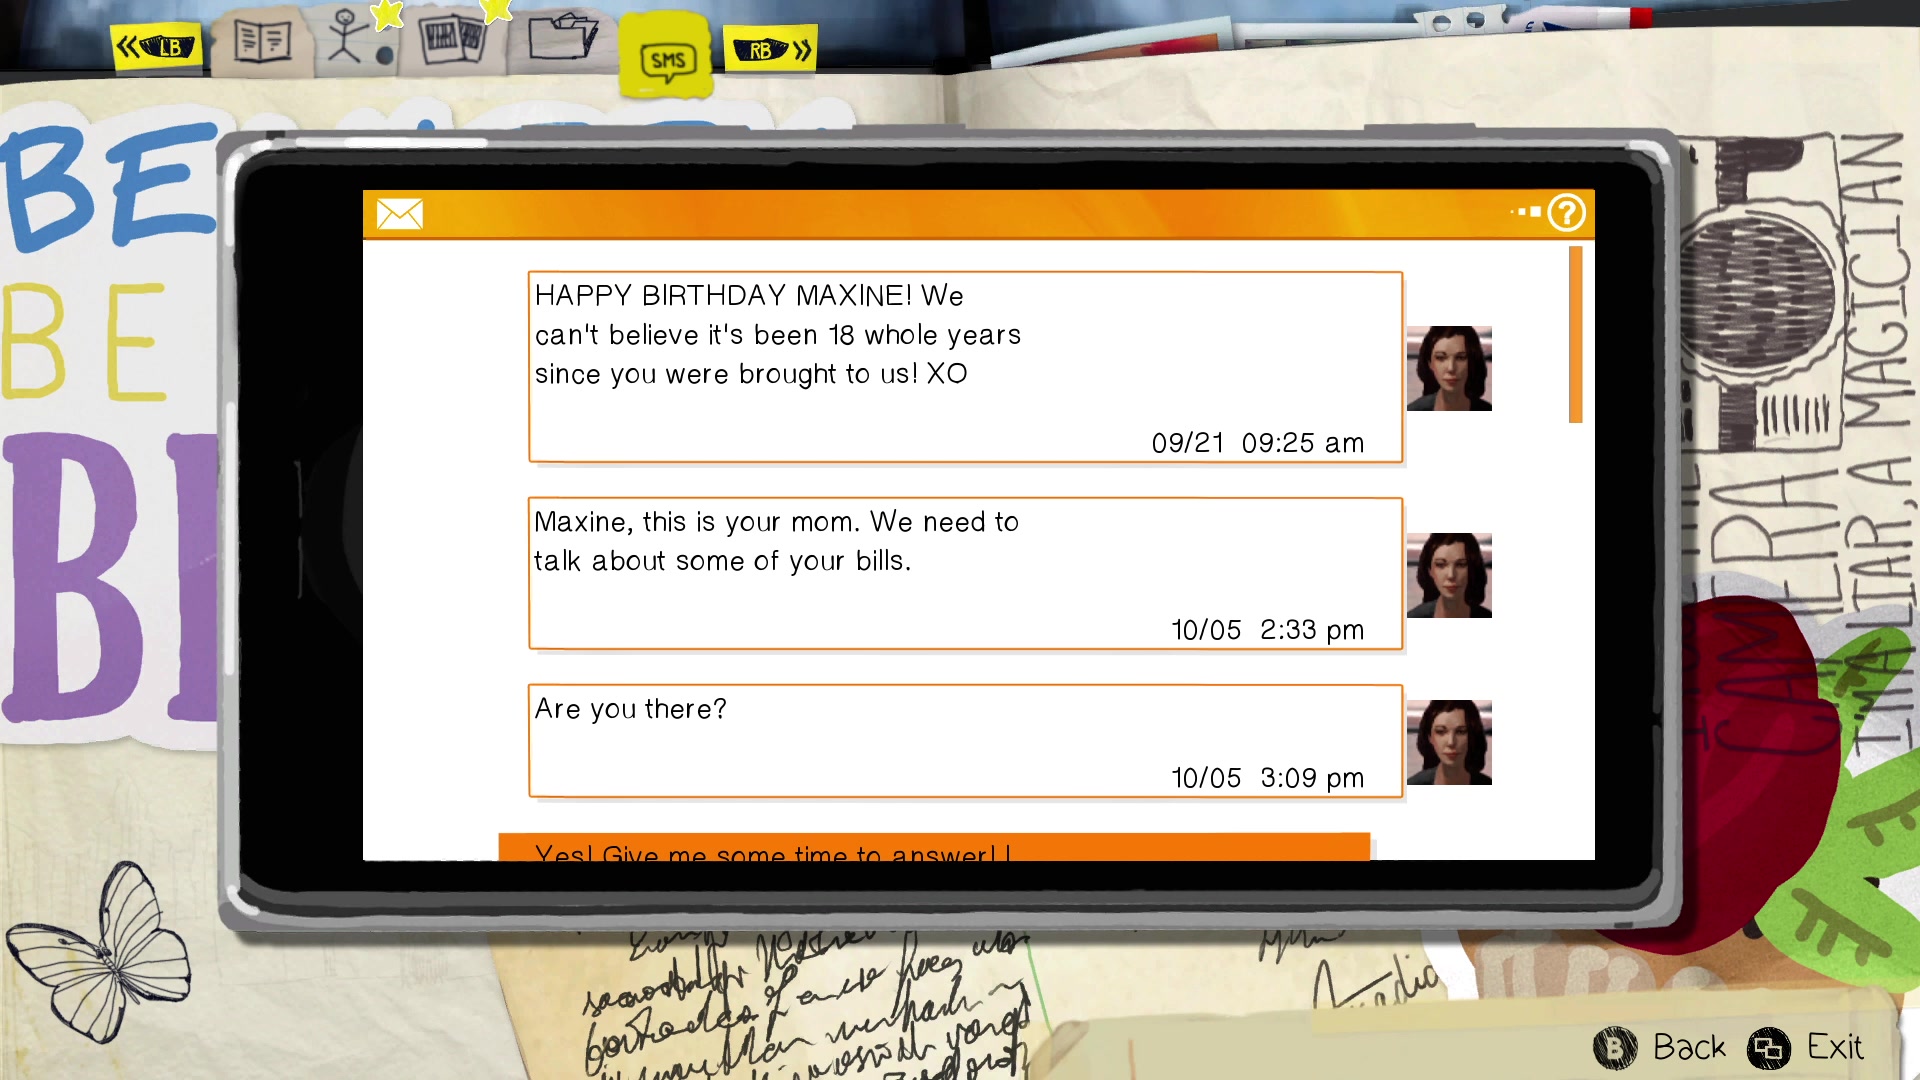 LB
SMS
RB
BE
BE
HAPPY BIRTHDAY MAXINE! We
can't believe it's been 18 whole years
since you were brought to us! XO
09/21 09:25 am
Maxine, this is your mom. We need to
talk about some of your bills.
10/05 2:33 pm
Are you there?
10/05 3:09 pm
Yes! Give me some time to answer! I
CAMERA
I'M A LIAR, A MAGICIAN
B Back
Exit